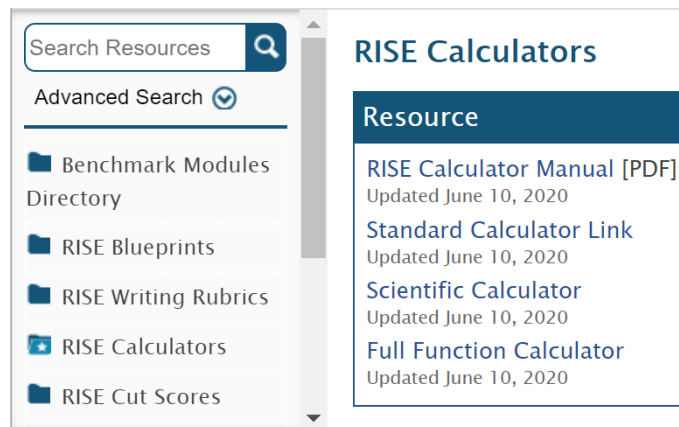 Search Resources
Advanced Search
Benchmark Modules
Directory
RISE Blueprints
RISE Writing Rubrics
RISE Calculators
RISE Cut Scores
RISE Calculators
Resource
RISE Calculator Manual [PDF]
Updated June 10, 2020
Standard Calculator Link
Updated June 10, 2020
Scientific Calculator
Updated June 10, 2020
Full Function Calculator
Updated June 10, 2020